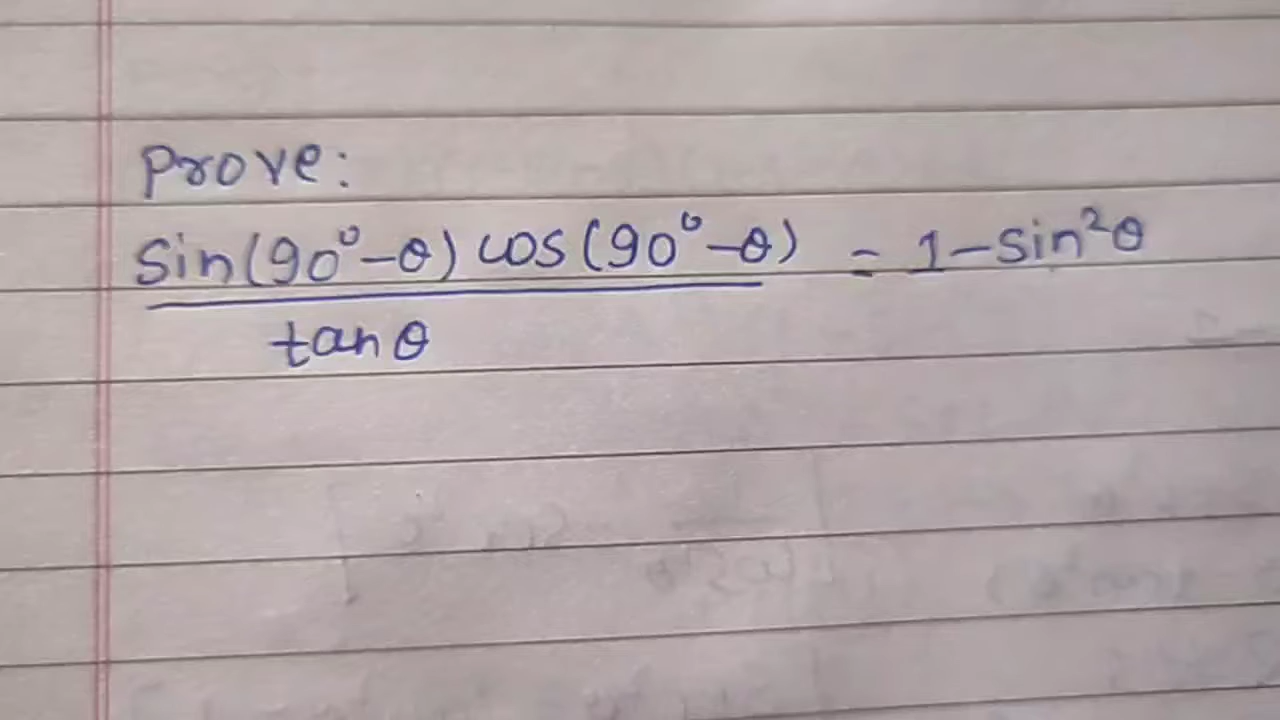 Prove:
sin(90°-θ) cos(90°-θ) = 1-sin²θ
tanθ